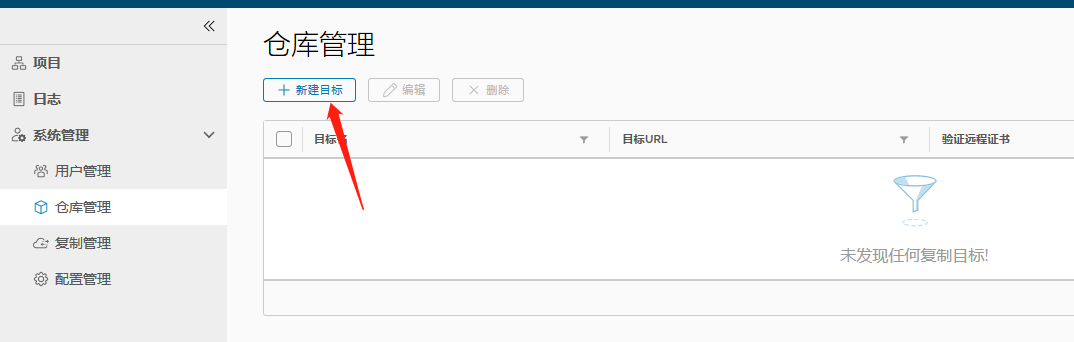 项目
日志
系统管理
用户管理
仓库管理
复制管理
配置管理
仓库管理
新建目标 编辑 删除
目标名 目标URL 验证远程证书
未发现任何复制目标!